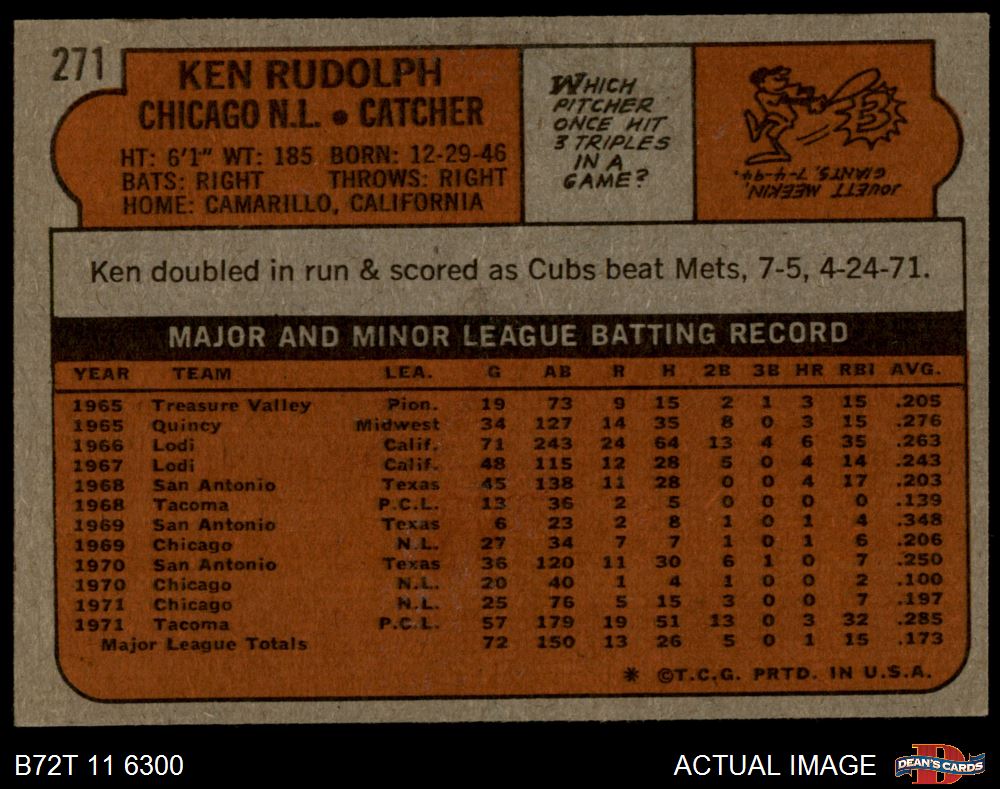 271
KEN RUDOLPH
CHICAGO N.L. • CATCHER
HT: 6'1" WT: 185 BORN: 12-29-46
BATS: RIGHT THROWS: RIGHT
HOME: CAMARILLO, CALIFORNIA
WHICH
PITCHER
ONCE HIT
3 TRIPLES
IN A
GAME?
3
JOUETT MEEKIN,
GIANTS, 7-4-94.
Ken doubled in run & scored as Cubs beat Mets, 7-5, 4-24-71.
MAJOR AND MINOR LEAGUE BATTING RECORD
YEAR TEAM LEA. G AB R H 2B 3B HR RBI AVG.
1965 Treasure Valley Pion. 19 73 9 15 2 1 3 15 .205
1965 Quincy Midwest 34 127 14 35 8 0 3 15 .276
1966 Lodi Calif. 71 243 24 64 13 4 6 35 .263
1967 Lodi Calif. 48 115 12 28 5 0 4 14 .243
1968 San Antonio Texas 45 138 11 28 0 0 4 17 .203
1968 Tacoma P.C.L. 13 36 2 5 0 0 0 0 .139
1969 San Antonio Texas 6 23 2 8 1 0 1 4 .348
1969 Chicago N.L. 27 34 7 7 1 0 1 6 .206
1970 San Antonio Texas 36 120 11 30 6 1 0 7 .250
1970 Chicago N.L. 20 40 1 4 1 0 0 2 .100
1971 Chicago N.L. 25 76 5 15 3 0 0 7 .197
1971 Tacoma P.C.L. 57 179 19 51 13 0 3 32 .285
Major League Totals 72 150 13 26 5 0 1 15 .173
* ©T.C.G. PRTD. IN U.S.A.
B72T 11 6300
ACTUAL IMAGE
D
DEAN'S CARDS